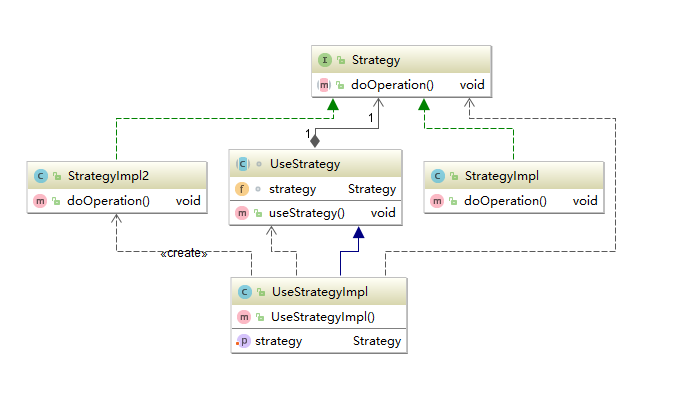 I Strategy
m doOperation() void
1
1
C StrategyImpl2
m doOperation() void
C UseStrategy
f strategy Strategy
m useStrategy() void
C StrategyImpl
m doOperation() void
«create»
C UseStrategyImpl
m UseStrategyImpl()
p strategy Strategy